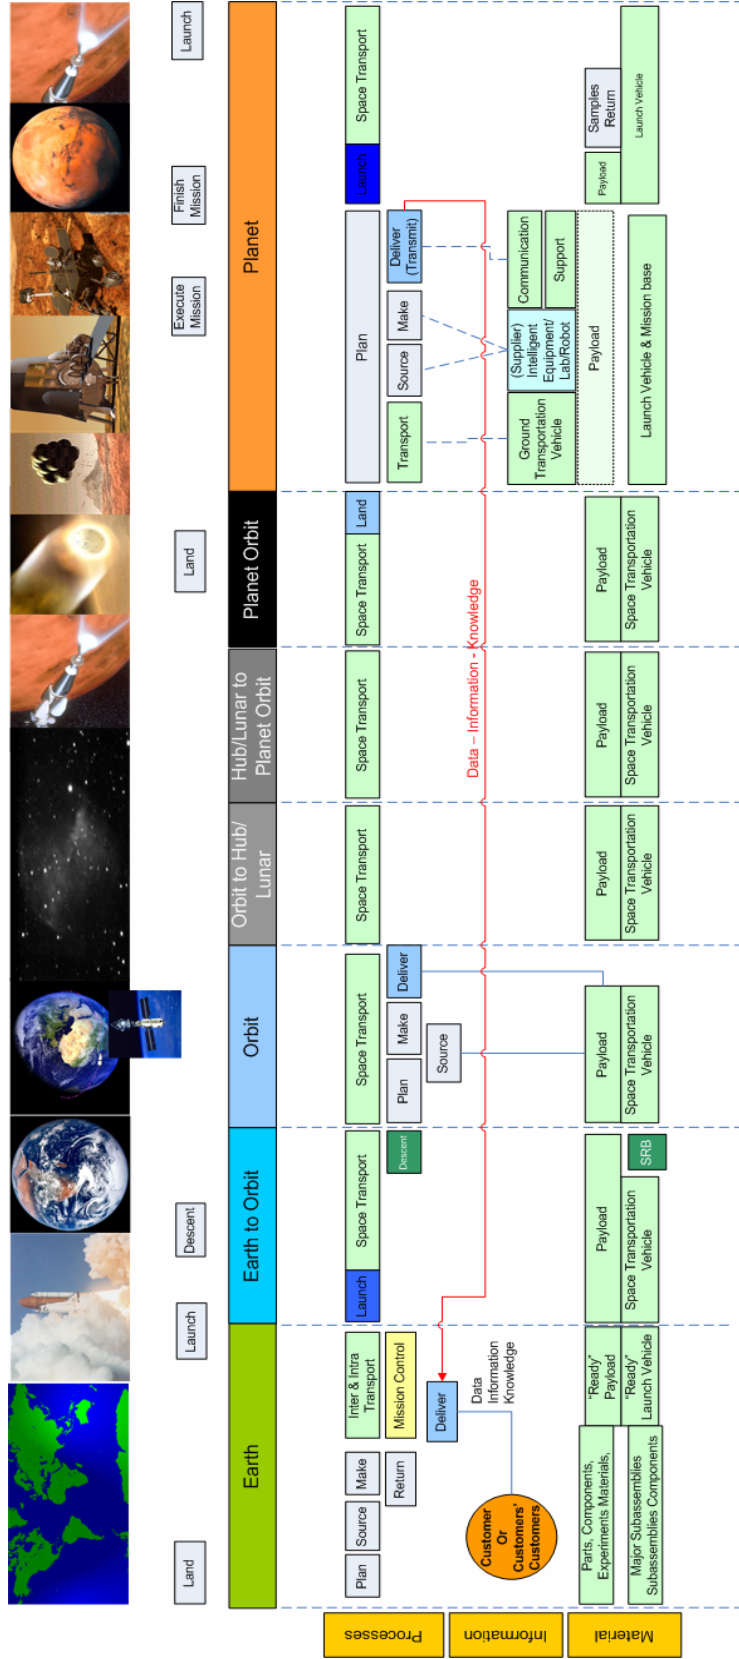 Land
Launch
Descent
Land
Execute
Mission
Finish
Mission
Launch
Earth
Earth to Orbit
Orbit
Orbit to Hub/
Lunar
Hub/Lunar to
Planet Orbit
Planet Orbit
Planet
Processes
Plan
Source
Make
Inter & Intra
Transport
Launch
Space Transport
Space Transport
Space Transport
Space Transport
Space Transport
Land
Plan
Launch
Space Transport
Return
Mission Control
Descent
Plan
Make
Deliver
Transport
Source
Make
Deliver
(Transmit)
Deliver
Source
Information
Customer
Or
Customers'
Customers
Data
Information
Knowledge
Data – Information - Knowledge
Ground
Transportation
Vehicle
(Supplier)
Intelligent
Equipment/
Lab/Robot
Communication
Support
Material
Parts, Components,
Experiments Materials,
"Ready"
Payload
Payload
Payload
Payload
Payload
Payload
Payload
Payload
Samples
Return
Major Subassemblies
Subassemblies Components
"Ready"
Launch Vehicle
Space Transportation
Vehicle
SRB
Space Transportation
Vehicle
Space Transportation
Vehicle
Space Transportation
Vehicle
Space Transportation
Vehicle
Launch Vehicle & Mission base
Launch Vehicle